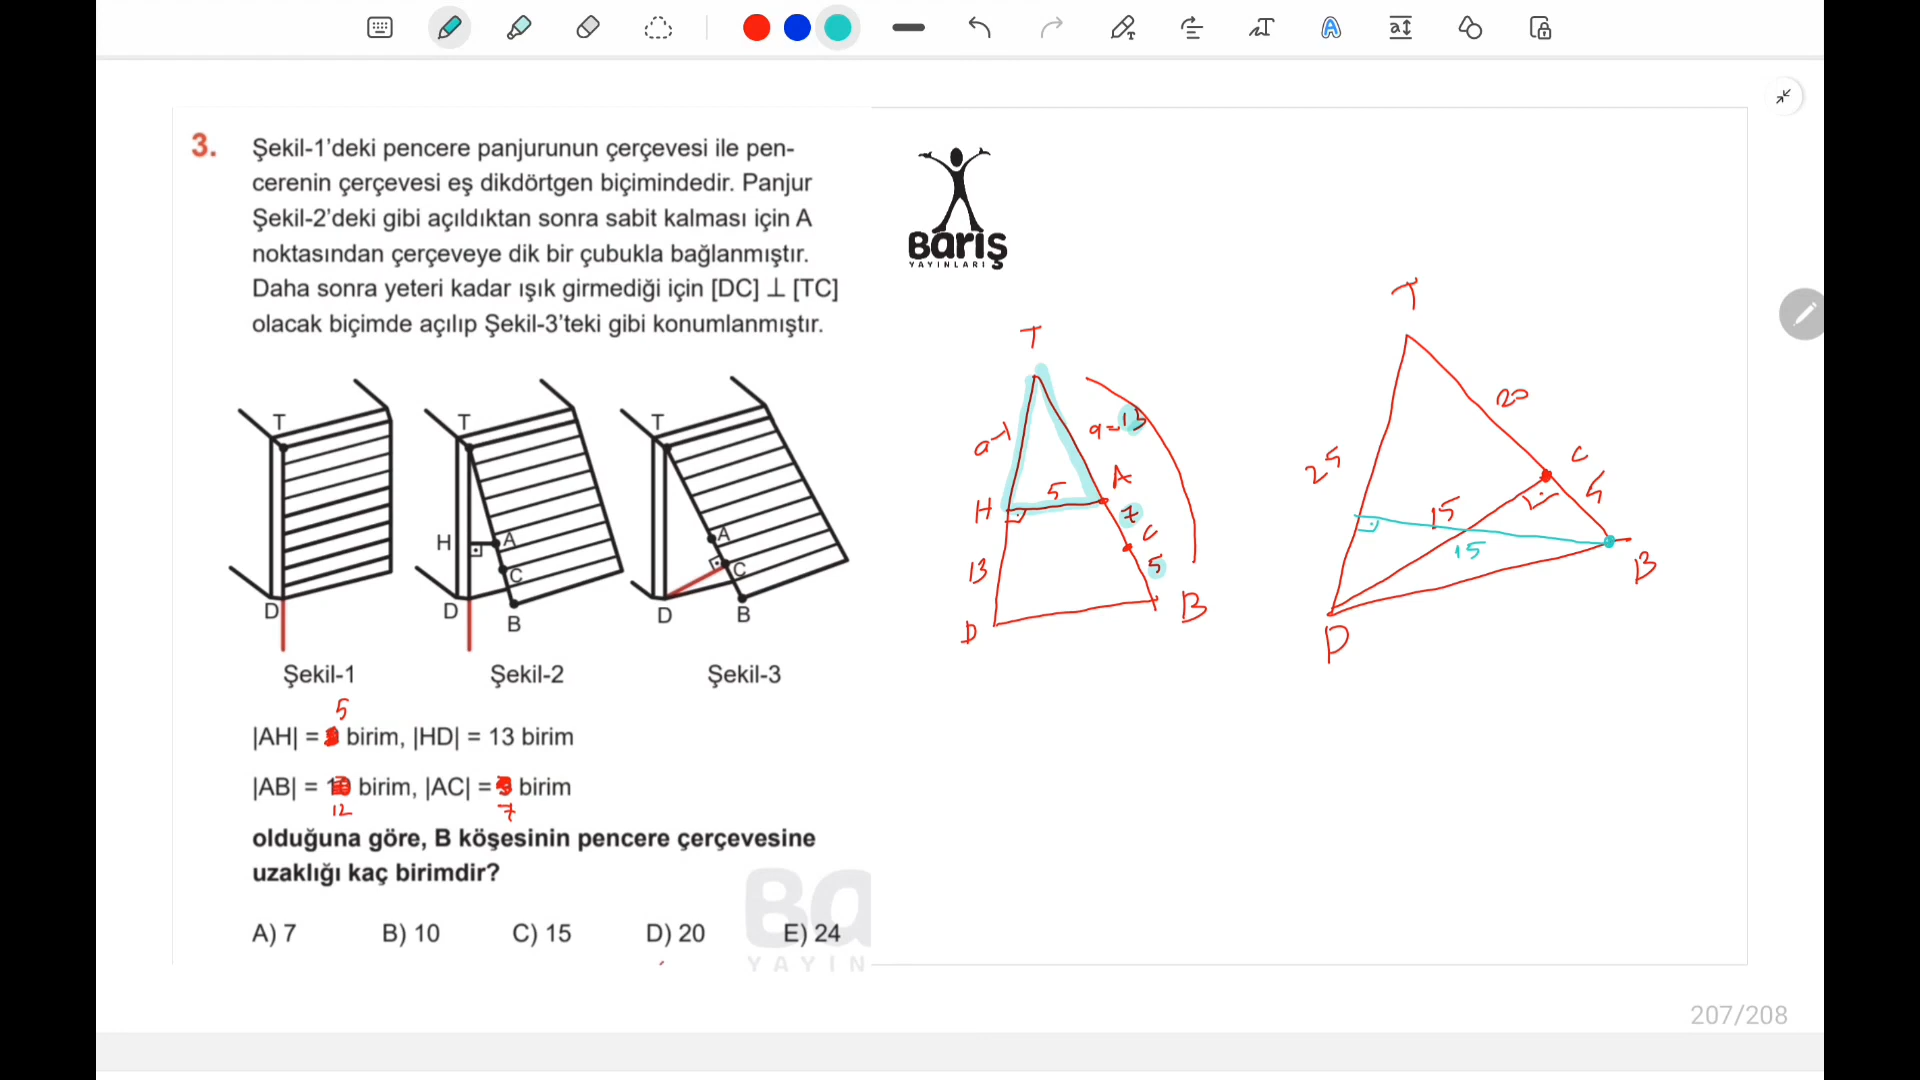 3. Şekil-1'deki pencere panjurunun çerçevesi ile pen-
cerenin çerçevesi eş dikdörtgen biçimindedir. Panjur
Şekil-2'deki gibi açıldıktan sonra sabit kalması için A
noktasından çerçeveye dik bir çubukla bağlanmıştır.
Daha sonra yeteri kadar ışık girmediği için [DC] ⊥ [TC]
olacak biçimde açılıp Şekil-3'teki gibi konumlanmıştır.
T
D
Şekil-1
T
H
A
C
D
B
Şekil-2
T
A
C
D
B
Şekil-3
5
|AH| = birim, |HD| = 13 birim
|AB| = 1 birim, |AC| = birim
12
7
olduğuna göre, B köşesinin pencere çerçevesine
uzaklığı kaç birimdir?
A) 7 B) 10 C) 15 D) 20 E) 24
Barış
YAYINLARI
T
a-1
a=13
H
5
A
7
C
13
5
D
B
T
20
25
C
5
15
15
B
D
Ba
YAYIN
207/208